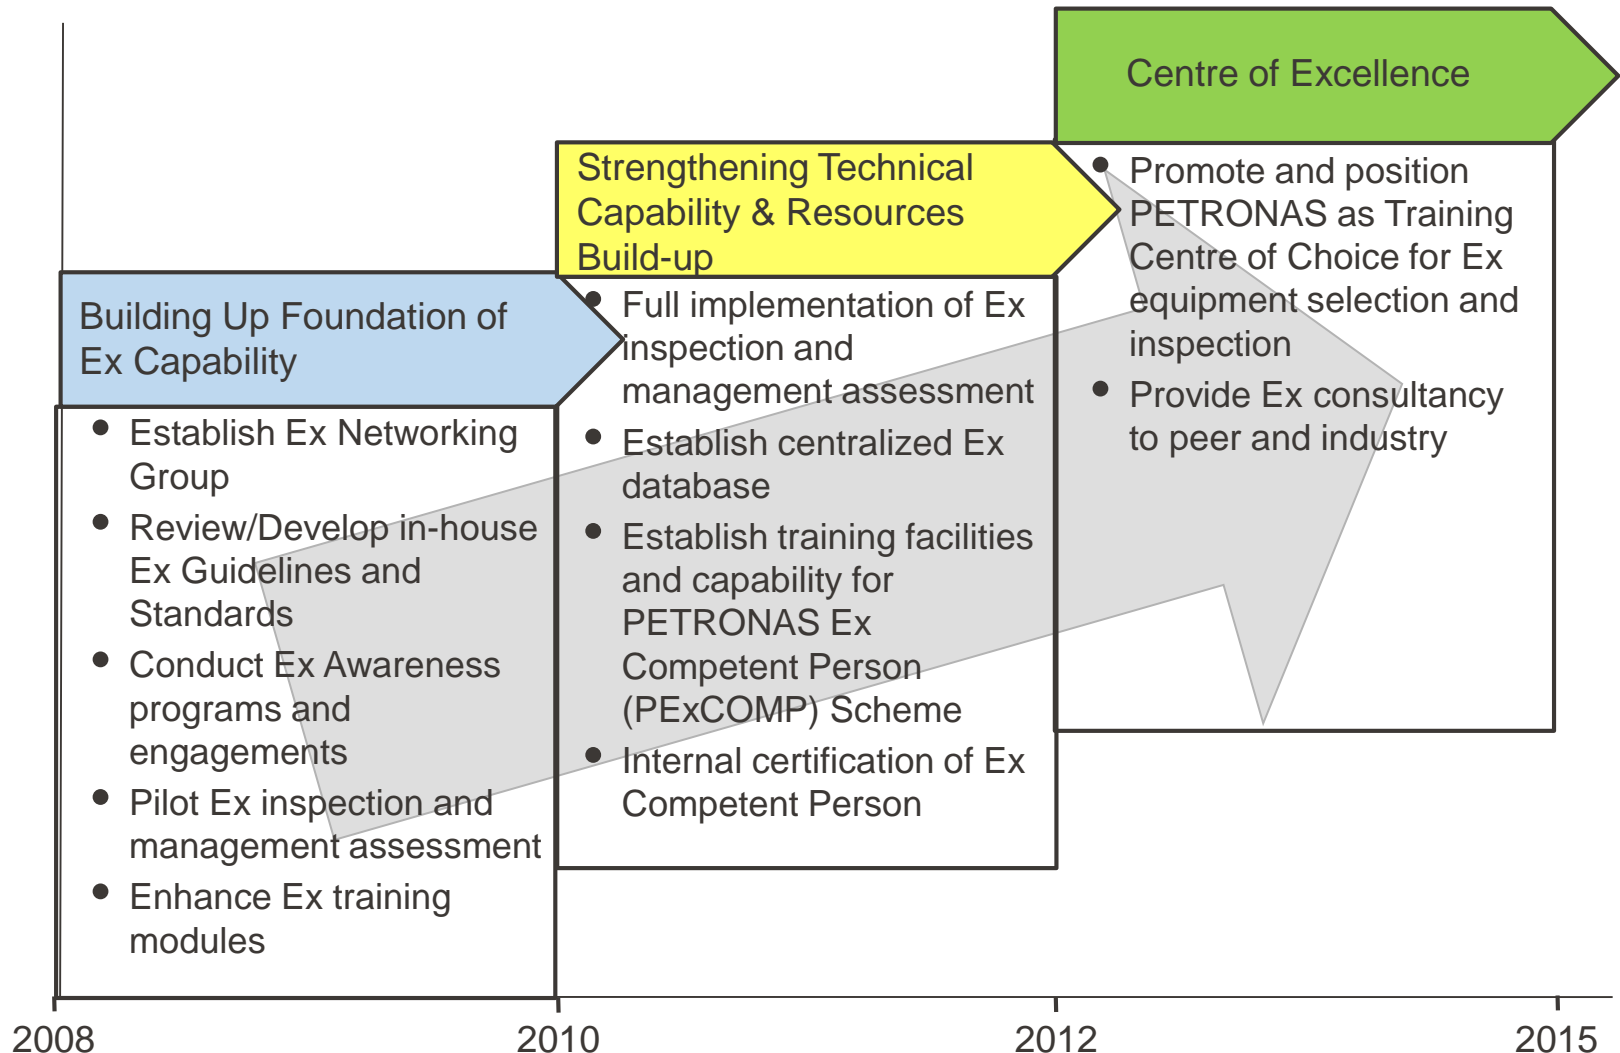 Centre of Excellence
Strengthening Technical
Capability & Resources
Build-up
Building Up Foundation of
Ex Capability
• Establish Ex Networking
Group
• Review/Develop in-house
Ex Guidelines and
Standards
• Conduct Ex Awareness
programs and
engagements
• Pilot Ex inspection and
management assessment
• Enhance Ex training
modules
• Full implementation of Ex
inspection and
management assessment
• Establish centralized Ex
database
• Establish training facilities
and capability for
PETRONAS Ex
Competent Person
(PExCOMP) Scheme
• Internal certification of Ex
Competent Person
• Promote and position
PETRONAS as Training
Centre of Choice for Ex
equipment selection and
inspection
• Provide Ex consultancy
to peer and industry
2008
2010
2012
2015